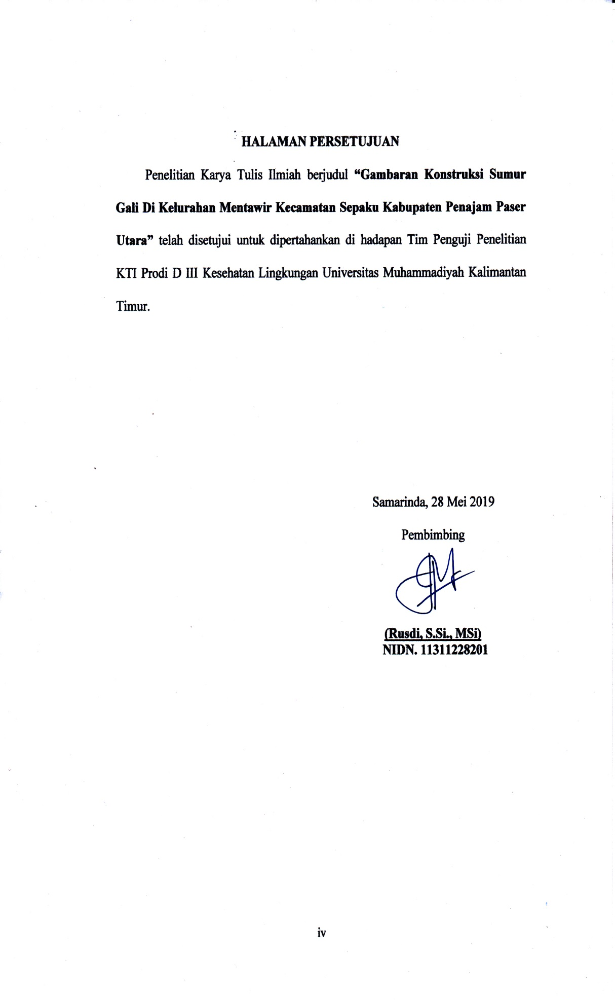 HALAMAN PERSETUJUAN
Penelitian Karya Tulis Ilmiah berjudul “Gambaran Konstruksi Sumur
Gali Di Kelurahan Mentawir Kecamatan Sepaku Kabupaten Penajam Paser
Utara” telah disetujui untuk dipertahankan di hadapan Tim Penguji Penelitian
KTI Prodi D III Kesehatan Lingkungan Universitas Muhammadiyah Kalimantan
Timur.
Samarinda, 28 Mei 2019
Pembimbing
(Rusdi, S.Si., MSi)
NIDN. 11311228201
iv